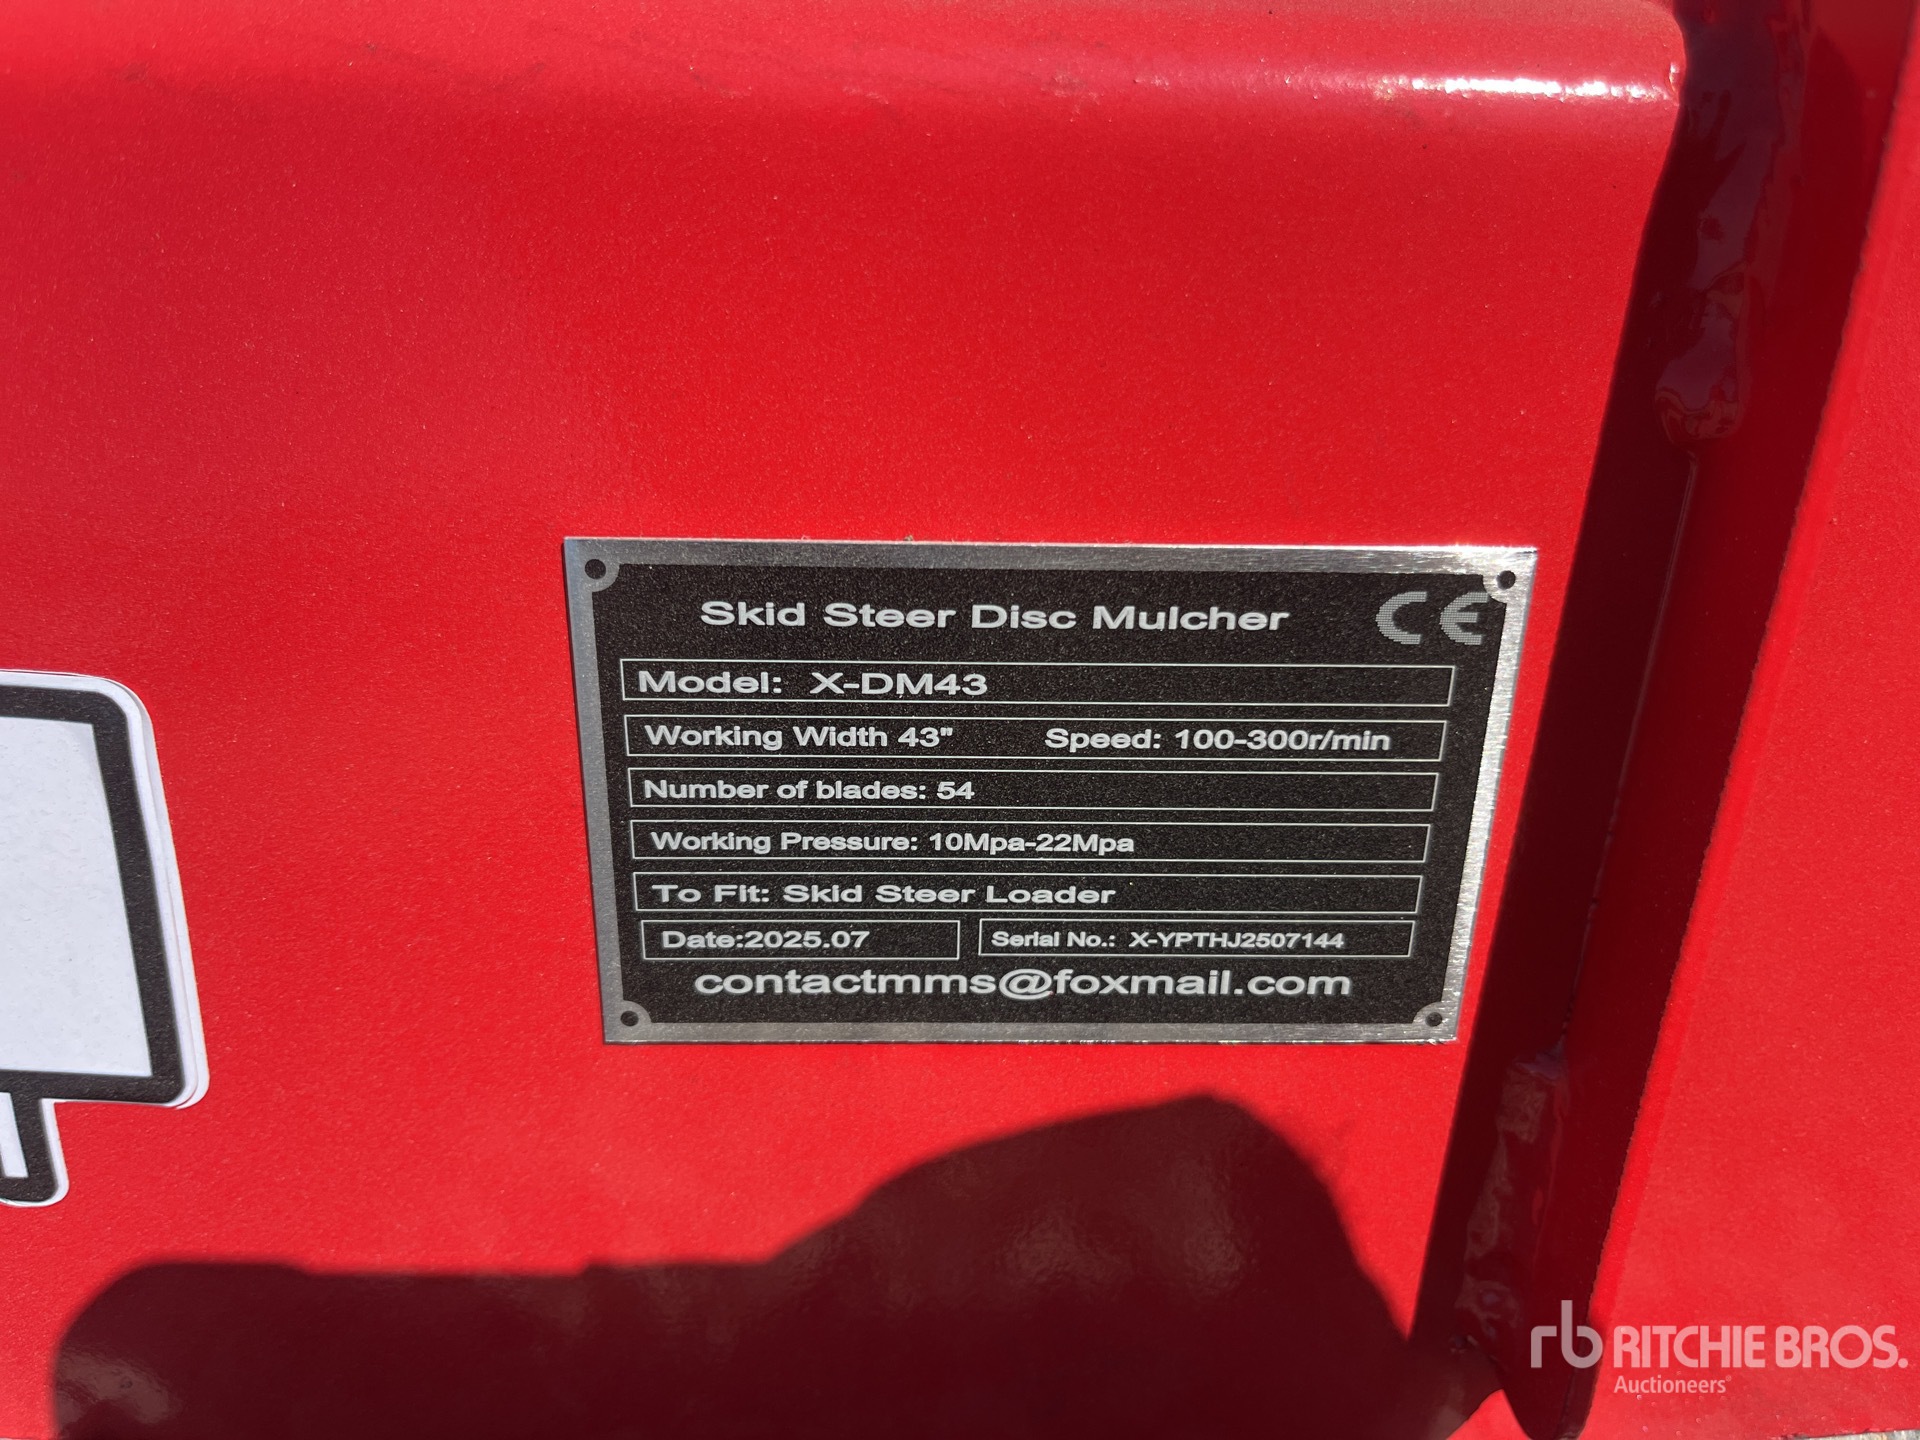 Skid Steer Disc Mulcher CE
Model: X-DM43
Working Width 43" Speed: 100-300r/min
Number of blades: 54
Working Pressure: 10Mpa-22Mpa
To Fit: Skid Steer Loader
Date:2025.07 Serial No.: X-YPTHJ2507144
contactmms@foxmail.com
rb RITCHIE BROS.
Auctioneers